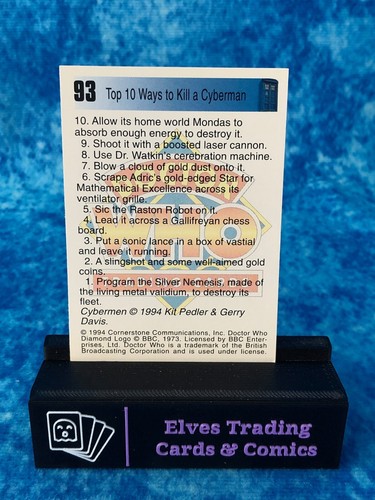 93 Top 10 Ways to Kill a Cyberman
10. Allow its home world Mondas to
absorb enough energy to destroy it.
9. Shoot it with a boosted laser cannon.
8. Use Dr. Watkin's cerebration machine.
7. Blow a cloud of gold dust onto it.
6. Scrape Adric's gold-edged Star for
Mathematical Excellence across its
ventilator grille.
5. Sic the Raston Robot on it.
4. Lead it across a Gallifreyan chess
board.
3. Put a sonic lance in a box of vastial
and leave it running.
2. A slingshot and some well-aimed gold
coins.
1. Program the Silver Nemesis, made of
the living metal validium, to destroy its
fleet.
Cybermen © 1994 Kit Pedler & Gerry
Davis.
© 1994 Cornerstone Communications, Inc. Doctor Who
Diamond Logo © BBC, 1973. Licensed by BBC Enter-
prises, Ltd. Doctor Who is a trademark of the British
Broadcasting Corporation and is used under license.
DOCTOR
WHO
Elves Trading
Cards & Comics